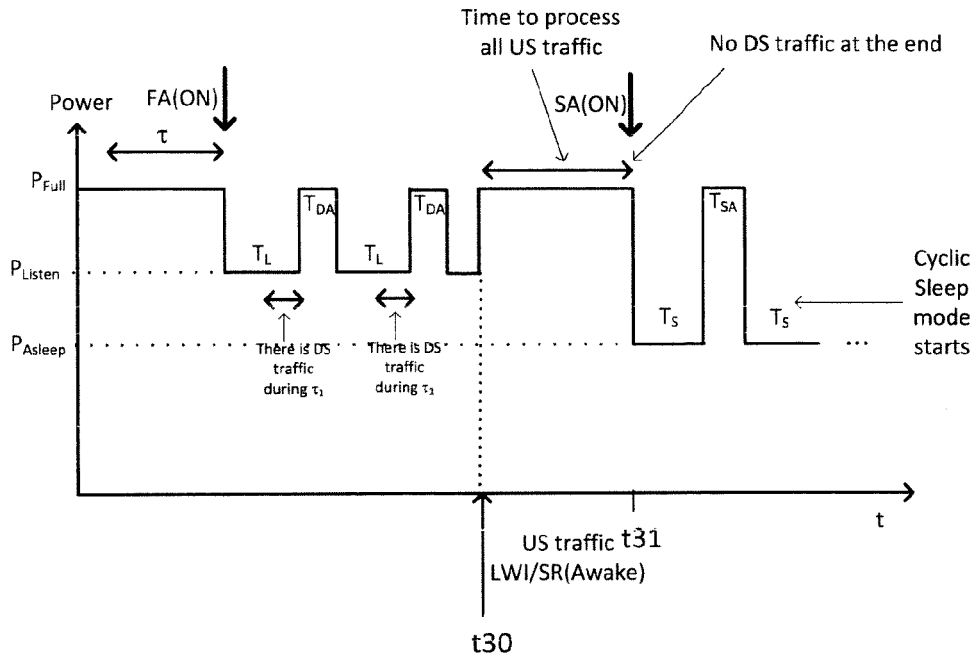 Time to process
all US traffic
No DS traffic at the end
Power
FA(ON)
SA(ON)
τ
PFull
TDA
TDA
TSA
TL
TL
PListen
Cyclic
Sleep
mode
starts
TS
TS
PAsleep
...
There is DS
traffic
during τ1
There is DS
traffic
during τ1
t
US traffic t31
LWI/SR(Awake)
t30